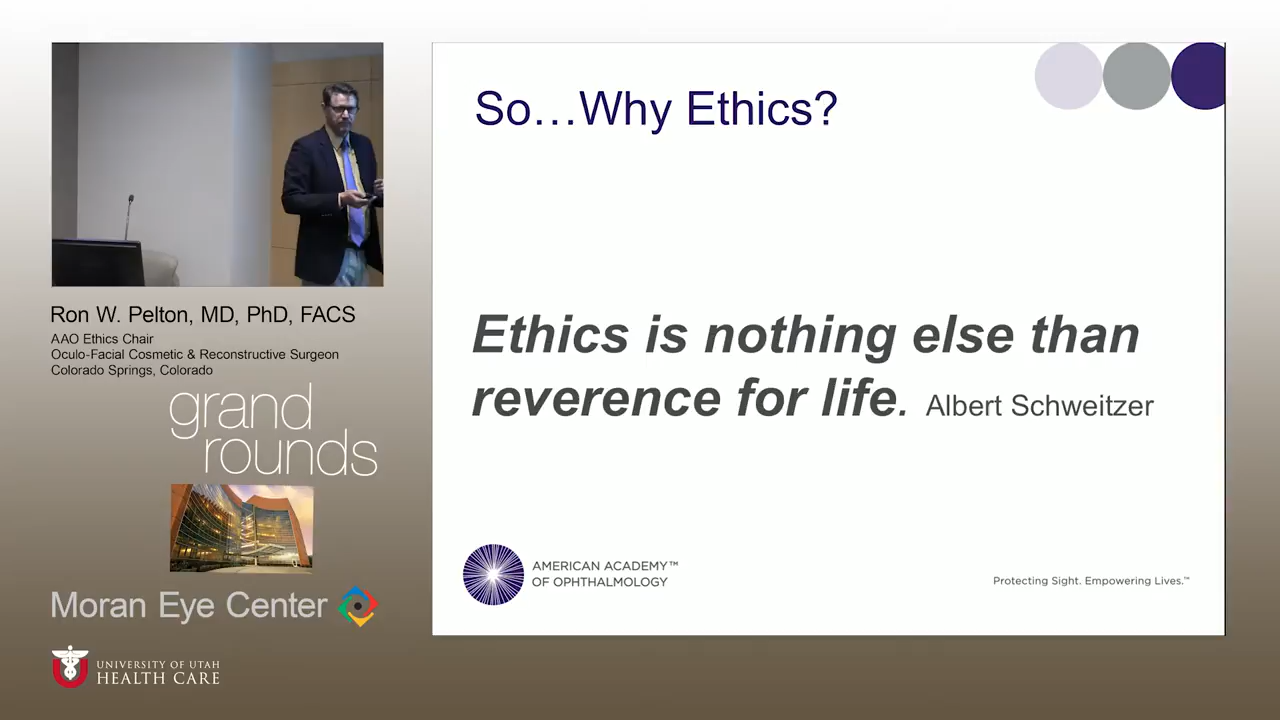 Ron W. Pelton, MD, PhD, FACS
AAO Ethics Chair
Oculo-Facial Cosmetic & Reconstructive Surgeon
Colorado Springs, Colorado
grand
rounds
Moran Eye Center
UNIVERSITY OF UTAH
HEALTH CARE
So…Why Ethics?
Ethics is nothing else than
reverence for life. Albert Schweitzer
AMERICAN ACADEMY™
OF OPHTHALMOLOGY
Protecting Sight. Empowering Lives.™